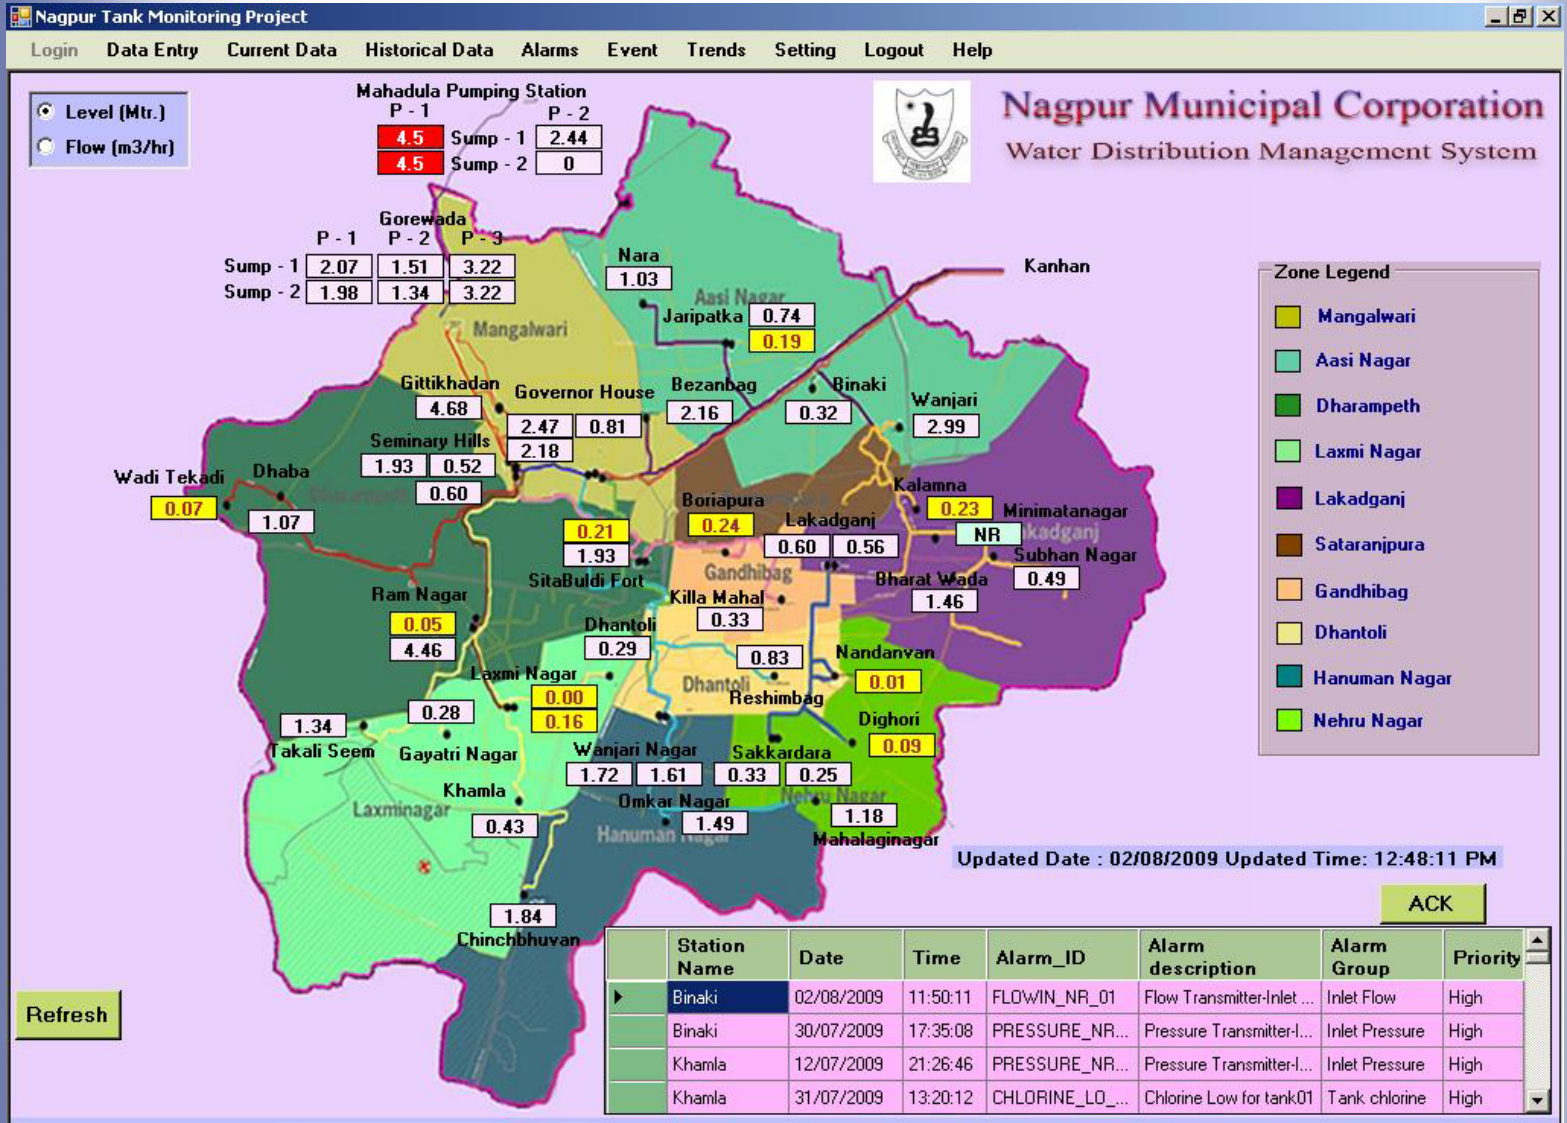 Nagpur Tank Monitoring Project
Login Data Entry Current Data Historical Data Alarms Event Trends Setting Logout Help
Level (Mtr.)
Flow (m3/hr)
Mahadula Pumping Station
P - 1 P - 2
4.5 Sump - 1 2.44
4.5 Sump - 2 0
Nagpur Municipal Corporation
Water Distribution Management System
Gorewada
P - 1 P - 2 P - 3
Sump - 1 2.07 1.51 3.22
Sump - 2 1.98 1.34 3.22
Nara
1.03
Kanhan
Aasi Nagar
Jaripatka 0.74
0.19
Mangalwari
Gittikhadan
4.68
Governor House
2.47 0.81
2.18
Bezanbag
2.16
Binaki
0.32
Wanjari
2.99
Seminary Hills
1.93 0.52
0.60
Wadi Tekadi
0.07
Dhaba
1.07
Boriapura
0.24
Kalamna
0.23
Minimatanagar
NR
Lakadganj
0.60 0.56
0.21
1.93
SitaBuldi Fort
Gandhibag
Subhan Nagar
0.49
Bharat Wada
1.46
Killa Mahal
0.33
Ram Nagar
0.05
4.46
Dhantoli
0.29
0.83
Reshimbag
Dhantoli
Nandanvan
0.01
Laxmi Nagar
0.00
0.16
Dighori
0.09
1.34
Takali Seem
0.28
Gayatri Nagar
Wanjari Nagar
1.72 1.61
Sakkardara
0.33 0.25
Khamla
0.43
Laxminagar
Omkar Nagar
1.49
Hanuman Nagar
Nehru Nagar
1.18
Mahalaginagar
1.84
Chinchbhuvan
Zone Legend
Mangalwari
Aasi Nagar
Dharampeth
Laxmi Nagar
Lakadganj
Sataranjpura
Gandhibag
Dhantoli
Hanuman Nagar
Nehru Nagar
Updated Date : 02/08/2009 Updated Time: 12:48:11 PM
ACK
Refresh
Station Name Date Time Alarm_ID Alarm description Alarm Group Priority
Binaki 02/08/2009 11:50:11 FLOWIN_NR_01 Flow Transmitter-Inlet ... Inlet Flow High
Binaki 30/07/2009 17:35:08 PRESSURE_NR... Pressure Transmitter-I... Inlet Pressure High
Khamla 12/07/2009 21:26:46 PRESSURE_NR... Pressure Transmitter-I... Inlet Pressure High
Khamla 31/07/2009 13:20:12 CHLORINE_LO_... Chlorine Low for tank01 Tank chlorine High